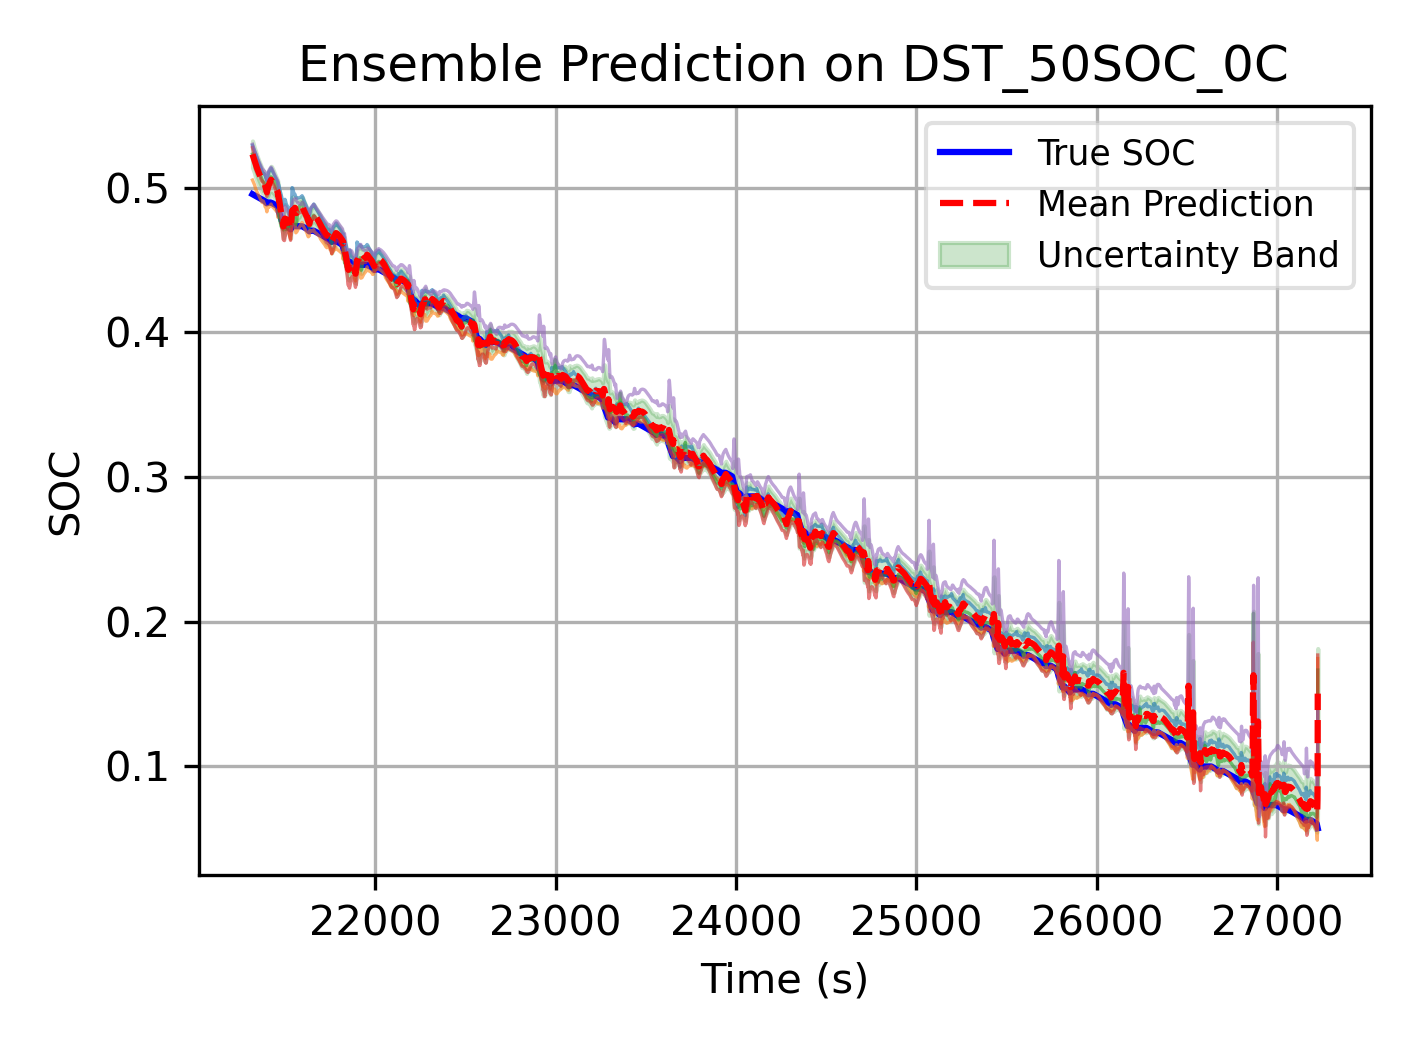 Ensemble Prediction on DST_50SOC_0C
True SOC
Mean Prediction
Uncertainty Band
SOC
0.5
0.4
0.3
0.2
0.1
22000 23000 24000 25000 26000 27000
Time (s)